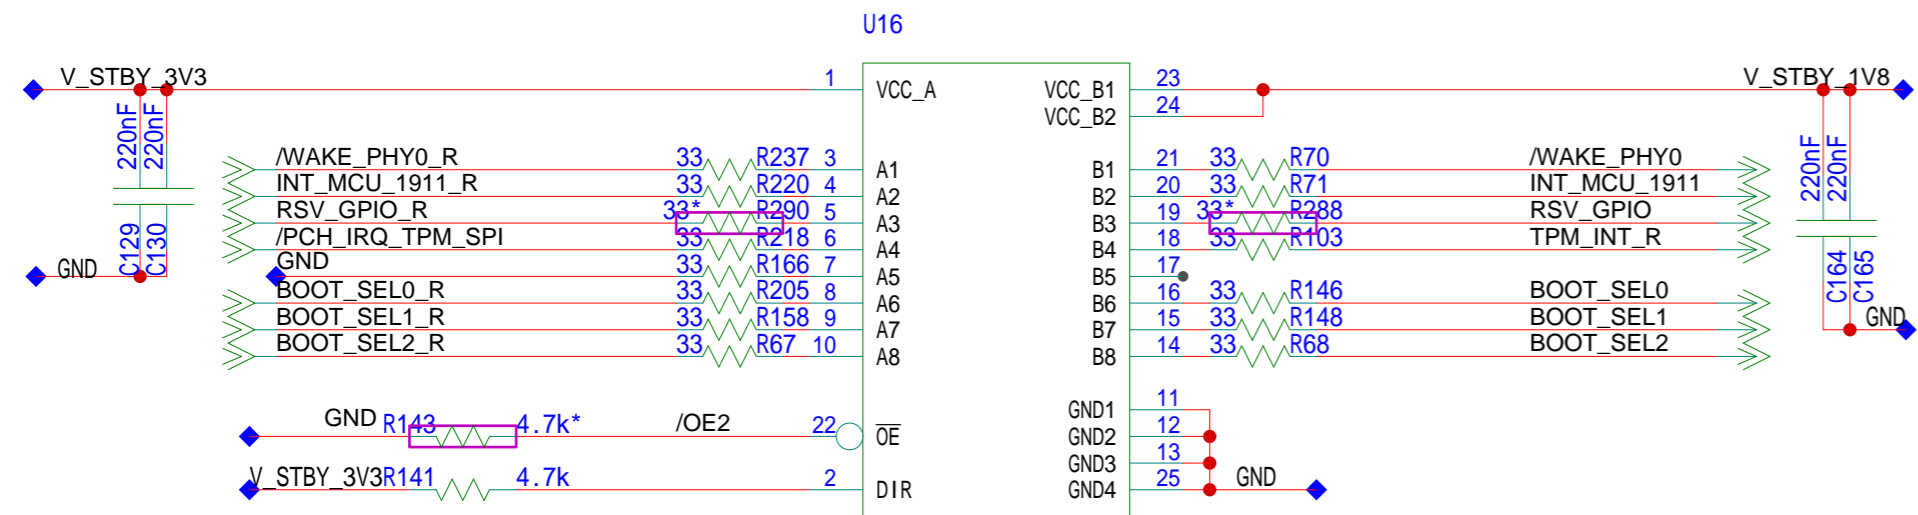 U16
V_STBY_3V3 1 VCC_A VCC_B1 23 V_STBY_1V8
VCC_B2 24
220nF 220nF
220nF 220nF
/WAKE_PHY0_R 33 R237 3 A1 B1 21 33 R70 /WAKE_PHY0
INT_MCU_1911_R 33 R220 4 A2 B2 20 33 R71 INT_MCU_1911
RSV_GPIO_R 33* R290 5 A3 B3 19 33* R288 RSV_GPIO
/PCH_IRQ_TPM_SPI 33 R218 6 A4 B4 18 33 R103 TPM_INT_R
C129 C130
C164 C165
GND GND 33 R166 7 A5 B5 17
BOOT_SEL0_R 33 R205 8 A6 B6 16 33 R146 BOOT_SEL0
BOOT_SEL1_R 33 R158 9 A7 B7 15 33 R148 BOOT_SEL1 GND
BOOT_SEL2_R 33 R67 10 A8 B8 14 33 R68 BOOT_SEL2
GND1 11
GND R143 4.7k* /OE2 22 OE GND2 12
GND3 13
V_STBY_3V3 R141 4.7k 2 DIR GND4 25 GND